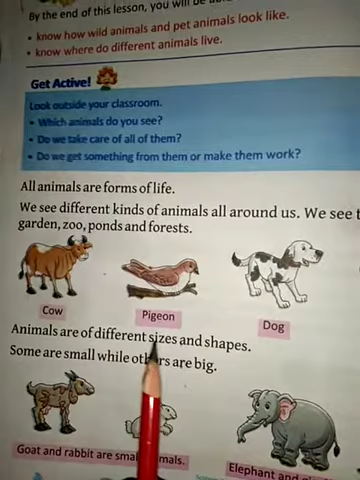 By the end of this lesson, you will be
• know how wild animals and pet animals look like.
• know where do different animals live.
Get Active!
Look outside your classroom.
• Which animals do you see?
• Do we take care of all of them?
• Do we get something from them or make them work?
All animals are forms of life.
We see different kinds of animals all around us. We see
garden, zoo, ponds and forests.
Cow
Pigeon
Dog
Animals are of different sizes and shapes.
Some are small while others are big.
Goat and rabbit are
Elephant and